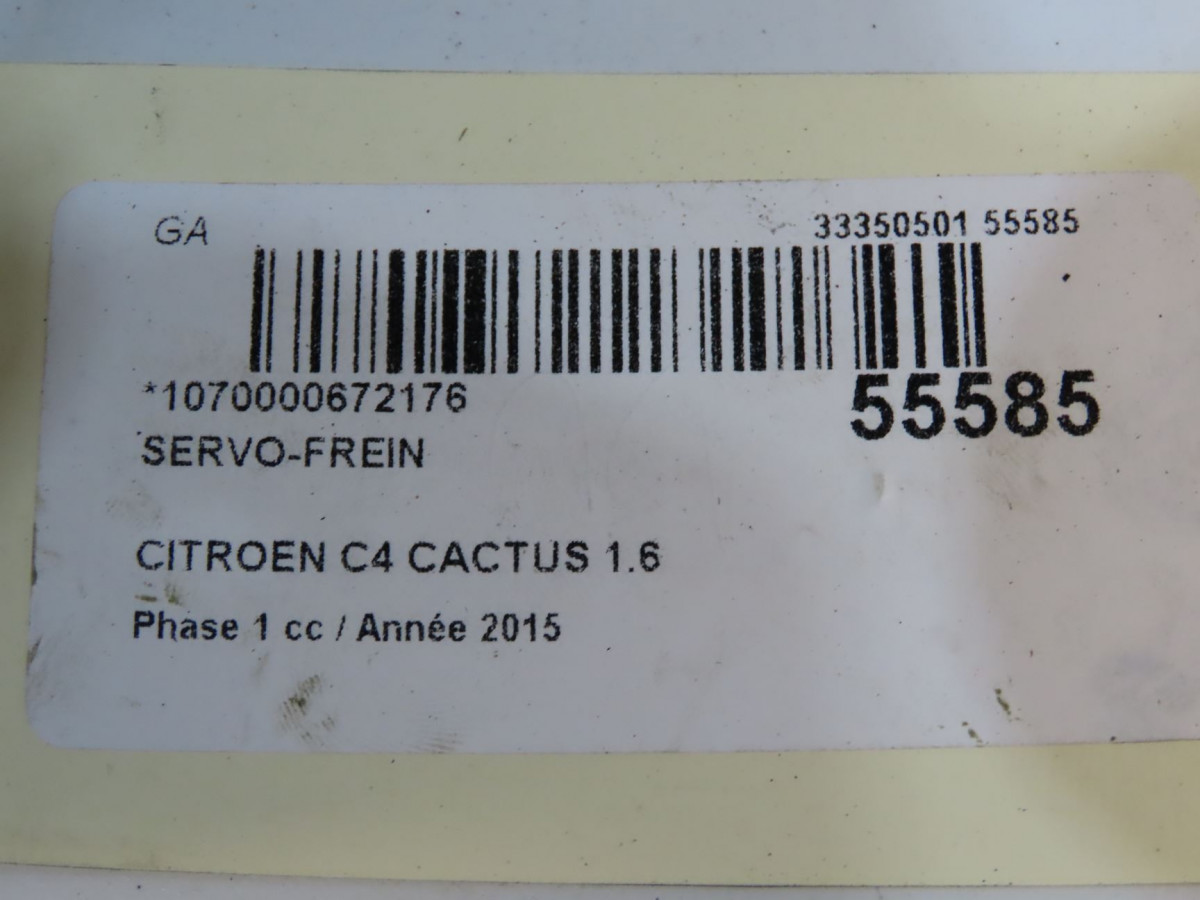 GA 33350501 55585
*1070000672176
55585
SERVO-FREIN
CITROEN C4 CACTUS 1.6
Phase 1 cc / Année 2015